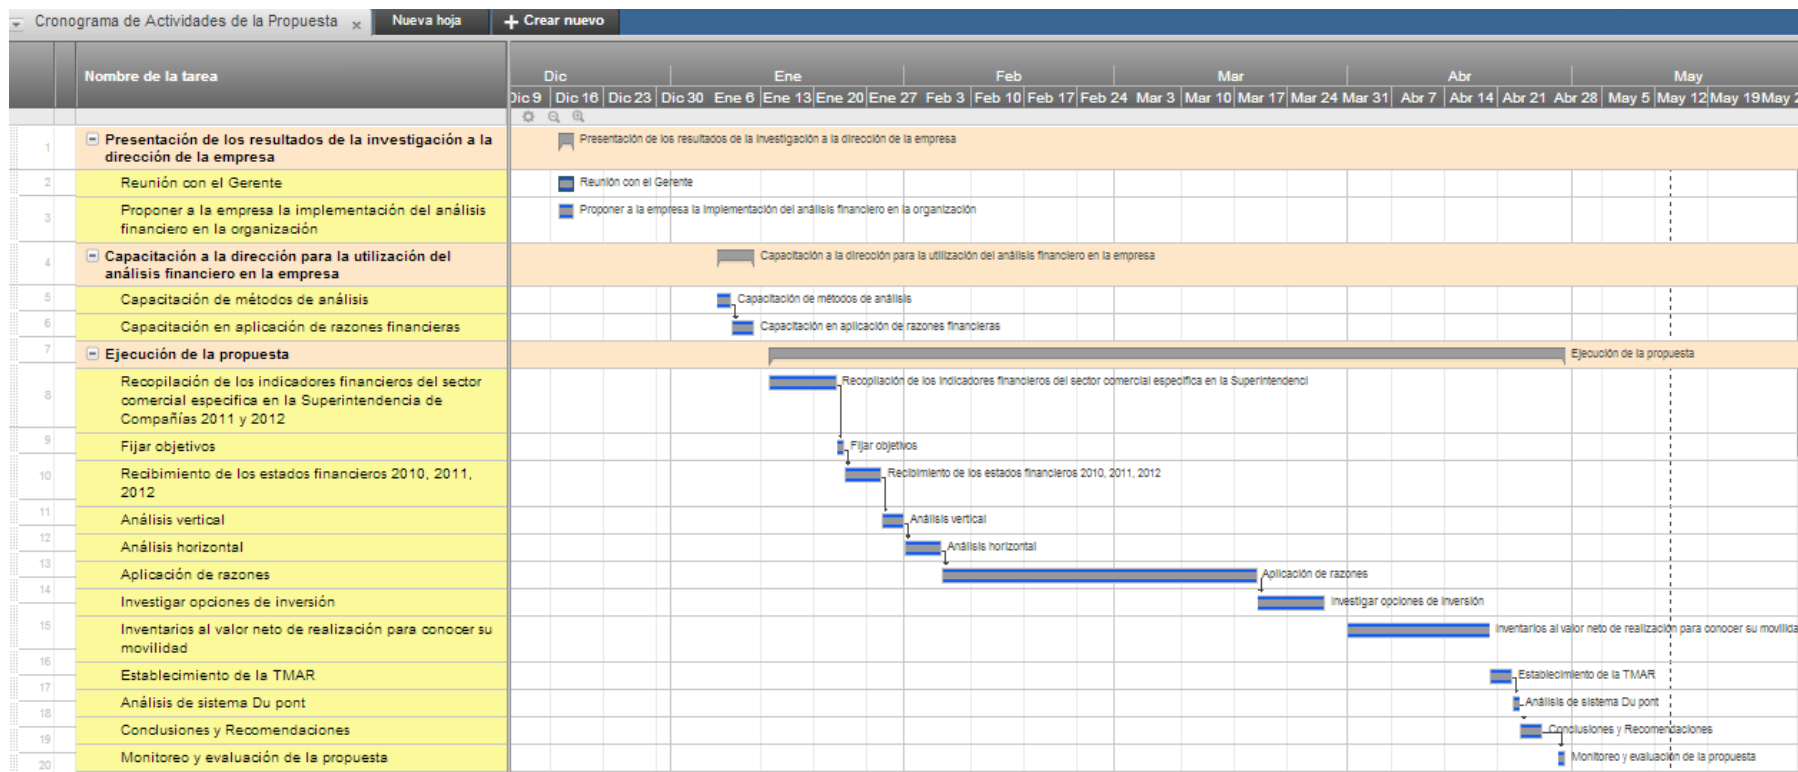 Cronograma de Actividades de la Propuesta x Nueva hoja + Crear nuevo
Nombre de la tarea
Dic Ene Feb Mar Abr May
Dic 9 Dic 16 Dic 23 Dic 30 Ene 6 Ene 13 Ene 20 Ene 27 Feb 3 Feb 10 Feb 17 Feb 24 Mar 3 Mar 10 Mar 17 Mar 24 Mar 31 Abr 7 Abr 14 Abr 21 Abr 28 May 5 May 12 May 19 May 2
1 Presentación de los resultados de la investigación a la
dirección de la empresa
Presentación de los resultados de la investigación a la dirección de la empresa
2 Reunión con el Gerente
Reunión con el Gerente
3 Proponer a la empresa la implementación del análisis
financiero en la organización
Proponer a la empresa la implementación del análisis financiero en la organización
4 Capacitación a la dirección para la utilización del
análisis financiero en la empresa
Capacitación a la dirección para la utilización del análisis financiero en la empresa
5 Capacitación de métodos de análisis
Capacitación de métodos de análisis
6 Capacitación en aplicación de razones financieras
Capacitación en aplicación de razones financieras
7 Ejecución de la propuesta
Ejecución de la propuesta
8 Recopilación de los indicadores financieros del sector
comercial especifica en la Superintendencia de
Compañías 2011 y 2012
Recopilación de los indicadores financieros del sector comercial especifica en la Superintendenci
9 Fijar objetivos
Fijar objetivos
10 Recibimiento de los estados financieros 2010, 2011,
2012
Recibimiento de los estados financieros 2010, 2011, 2012
11 Análisis vertical
Análisis vertical
12 Análisis horizontal
Análisis horizontal
13 Aplicación de razones
Aplicación de razones
14 Investigar opciones de inversión
Investigar opciones de inversión
15 Inventarios al valor neto de realización para conocer su
movilidad
Inventarios al valor neto de realización para conocer su movilida
16 Establecimiento de la TMAR
Establecimiento de la TMAR
17 Análisis de sistema Du pont
Análisis de sistema Du pont
18 Conclusiones y Recomendaciones
Conclusiones y Recomendaciones
19 Monitoreo y evaluación de la propuesta
Monitoreo y evaluación de la propuesta
20